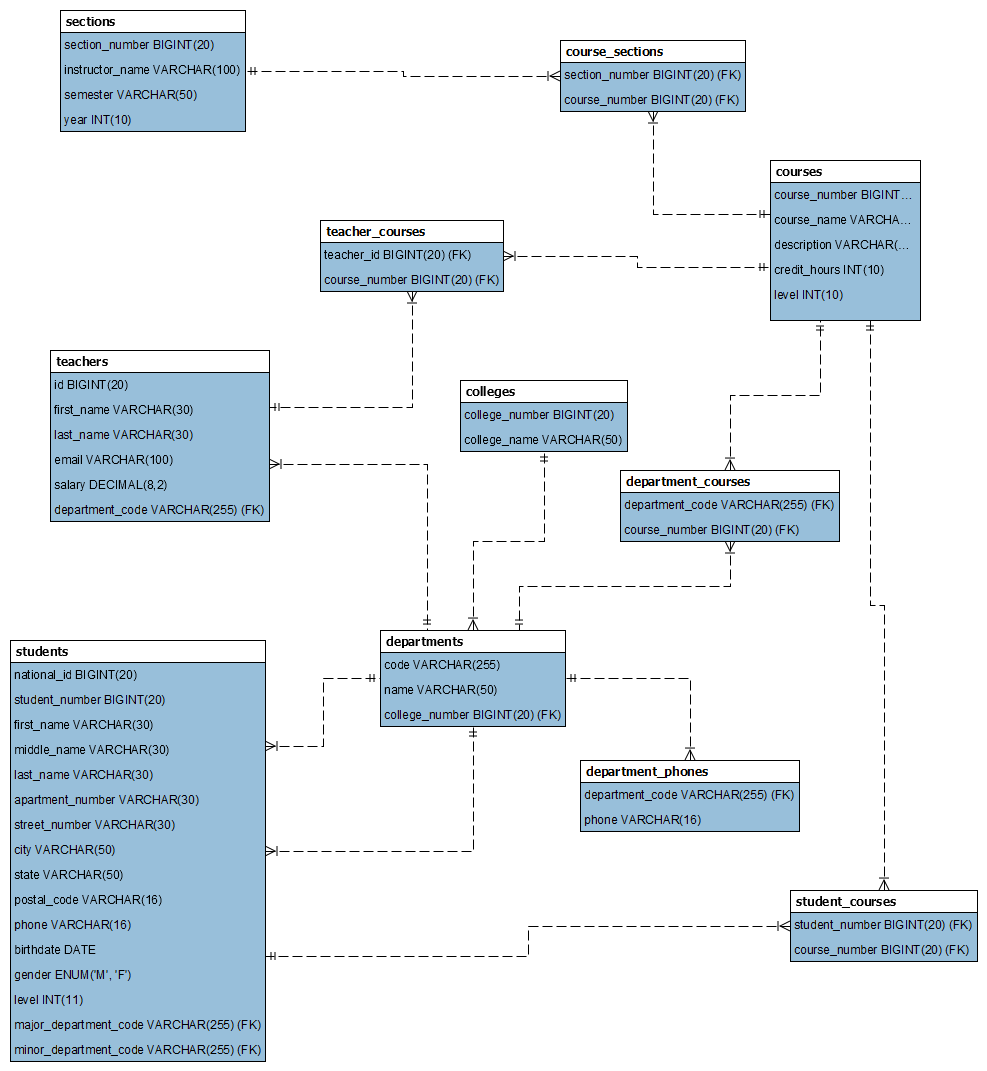 sections
section_number BIGINT(20)
instructor_name VARCHAR(100)
semester VARCHAR(50)
year INT(10)
course_sections
section_number BIGINT(20) (FK)
course_number BIGINT(20) (FK)
courses
course_number BIGINT...
course_name VARCHA...
description VARCHAR(...
credit_hours INT(10)
level INT(10)
teacher_courses
teacher_id BIGINT(20) (FK)
course_number BIGINT(20) (FK)
teachers
id BIGINT(20)
first_name VARCHAR(30)
last_name VARCHAR(30)
email VARCHAR(100)
salary DECIMAL(8,2)
department_code VARCHAR(255) (FK)
colleges
college_number BIGINT(20)
college_name VARCHAR(50)
department_courses
department_code VARCHAR(255) (FK)
course_number BIGINT(20) (FK)
departments
code VARCHAR(255)
name VARCHAR(50)
college_number BIGINT(20) (FK)
students
national_id BIGINT(20)
student_number BIGINT(20)
first_name VARCHAR(30)
middle_name VARCHAR(30)
last_name VARCHAR(30)
apartment_number VARCHAR(30)
street_number VARCHAR(30)
city VARCHAR(50)
state VARCHAR(50)
postal_code VARCHAR(16)
phone VARCHAR(16)
birthdate DATE
gender ENUM('M', 'F')
level INT(11)
major_department_code VARCHAR(255) (FK)
minor_department_code VARCHAR(255) (FK)
department_phones
department_code VARCHAR(255) (FK)
phone VARCHAR(16)
student_courses
student_number BIGINT(20) (FK)
course_number BIGINT(20) (FK)